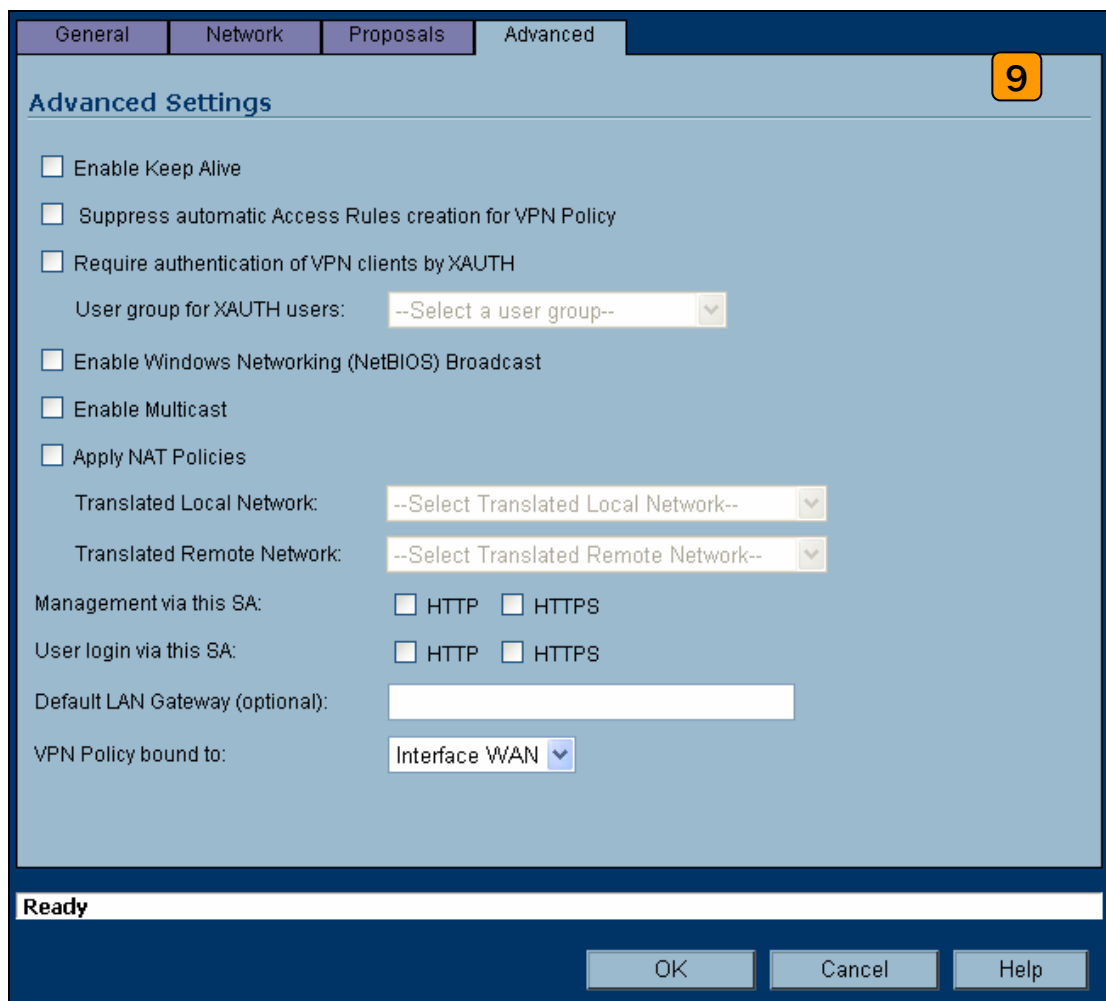 General Network Proposals Advanced
9
Advanced Settings
Enable Keep Alive
Suppress automatic Access Rules creation for VPN Policy
Require authentication of VPN clients by XAUTH
User group for XAUTH users: --Select a user group--
Enable Windows Networking (NetBIOS) Broadcast
Enable Multicast
Apply NAT Policies
Translated Local Network: --Select Translated Local Network--
Translated Remote Network: --Select Translated Remote Network--
Management via this SA: HTTP HTTPS
User login via this SA: HTTP HTTPS
Default LAN Gateway (optional):
VPN Policy bound to: Interface WAN
Ready
OK Cancel Help